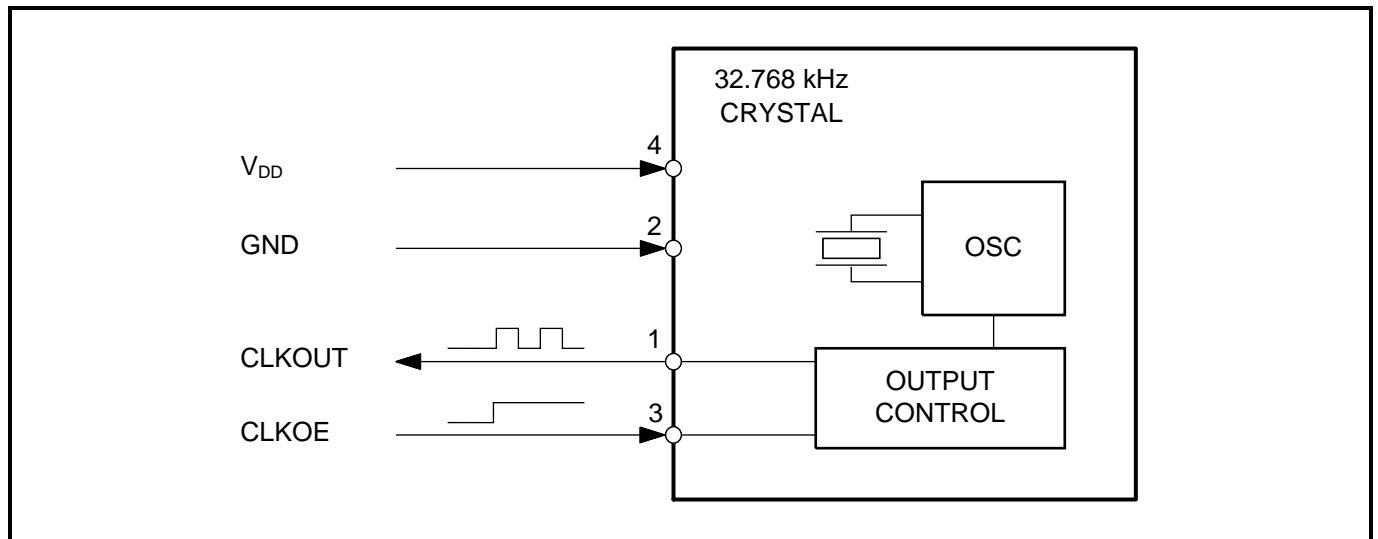 32.768 kHz
CRYSTAL
V_DD
4
GND
2
OSC
CLKOUT
1
OUTPUT
CONTROL
CLKOE
3